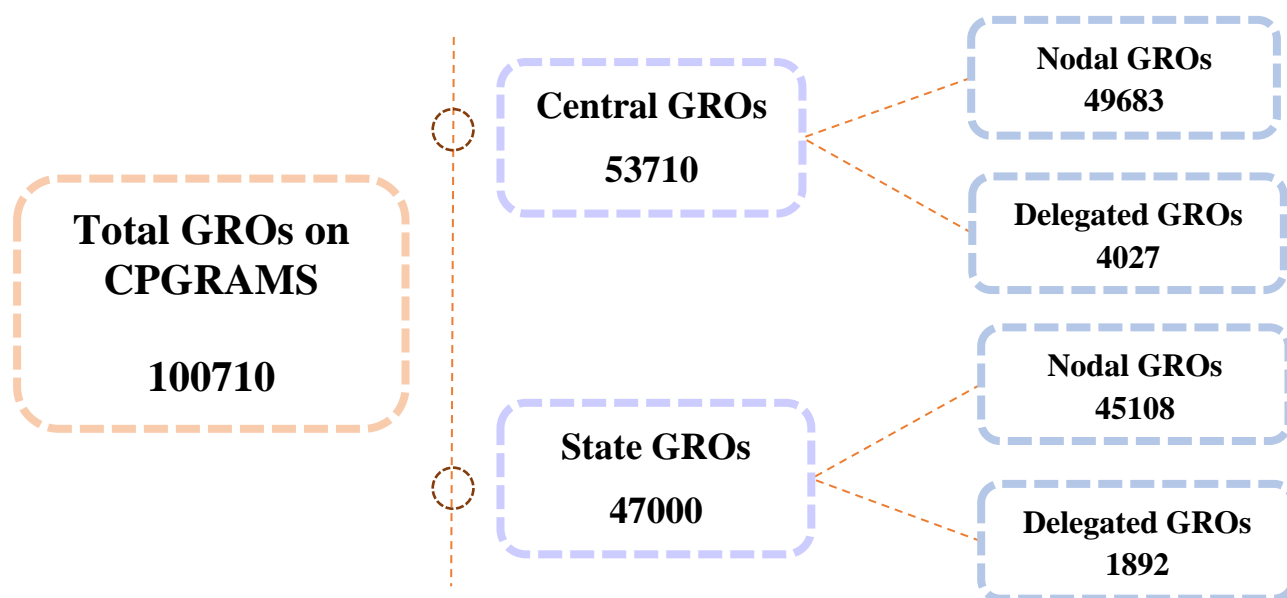 Total GROs on
CPGRAMS
100710
Central GROs
53710
Nodal GROs
49683
Delegated GROs
4027
State GROs
47000
Nodal GROs
45108
Delegated GROs
1892